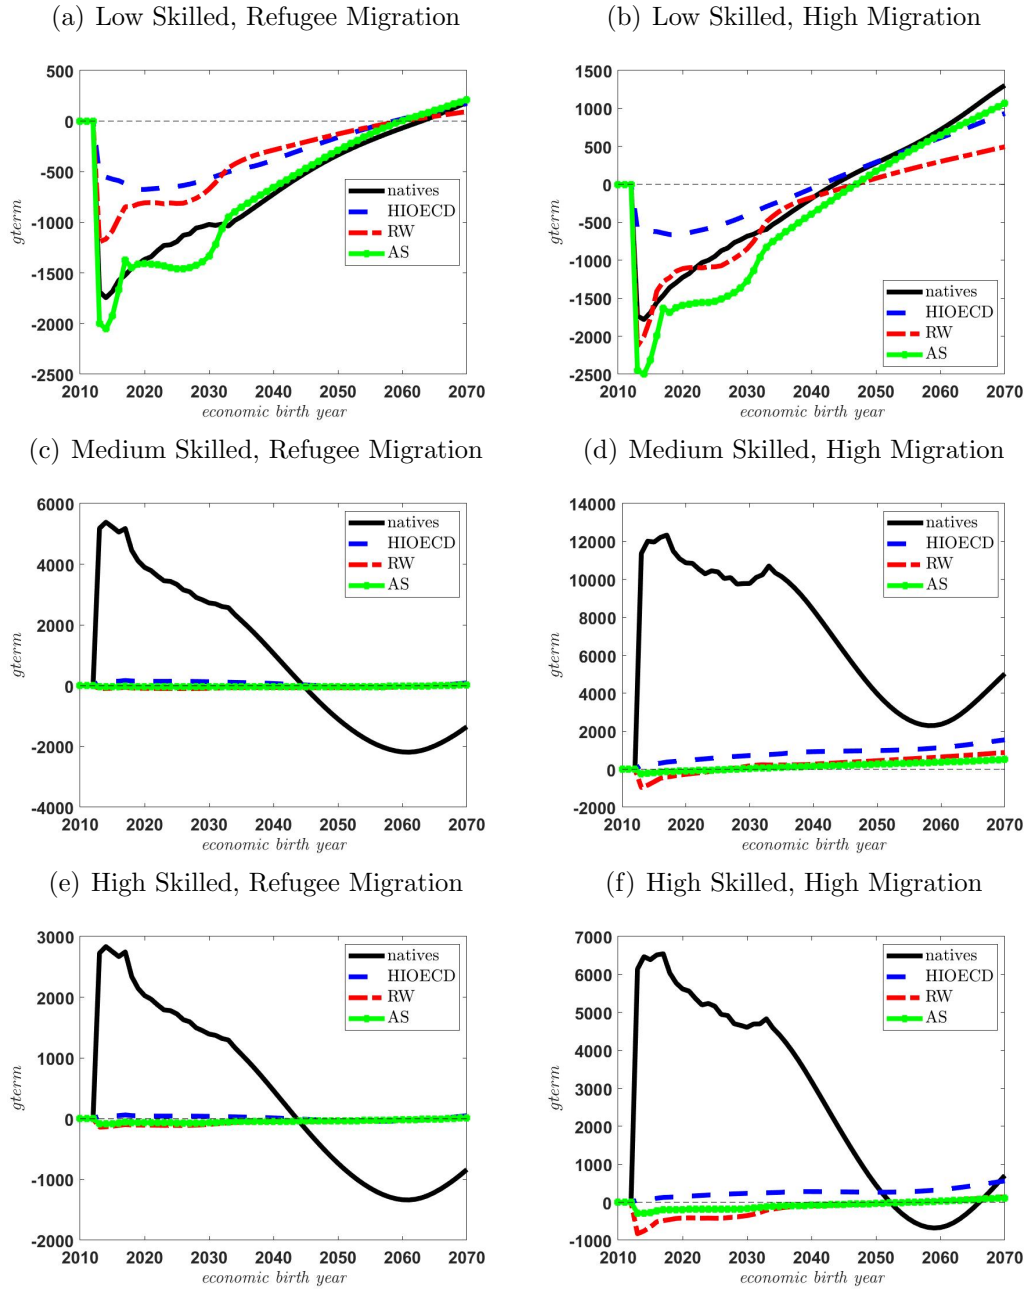 (a) Low Skilled, Refugee Migration
500
0
-500
-1000
-1500
-2000
-2500
gterm
2010 2020 2030 2040 2050 2060 2070
economic birth year
natives
HIOECD
RW
AS
(b) Low Skilled, High Migration
1500
1000
500
0
-500
-1000
-1500
-2000
-2500
gterm
2010 2020 2030 2040 2050 2060 2070
economic birth year
natives
HIOECD
RW
AS
(c) Medium Skilled, Refugee Migration
6000
4000
2000
0
-2000
-4000
gterm
2010 2020 2030 2040 2050 2060 2070
economic birth year
natives
HIOECD
RW
AS
(d) Medium Skilled, High Migration
14000
12000
10000
8000
6000
4000
2000
0
-2000
gterm
2010 2020 2030 2040 2050 2060 2070
economic birth year
natives
HIOECD
RW
AS
(e) High Skilled, Refugee Migration
3000
2000
1000
0
-1000
-2000
gterm
2010 2020 2030 2040 2050 2060 2070
economic birth year
natives
HIOECD
RW
AS
(f) High Skilled, High Migration
7000
6000
5000
4000
3000
2000
1000
0
-1000
gterm
2010 2020 2030 2040 2050 2060 2070
economic birth year
natives
HIOECD
RW
AS